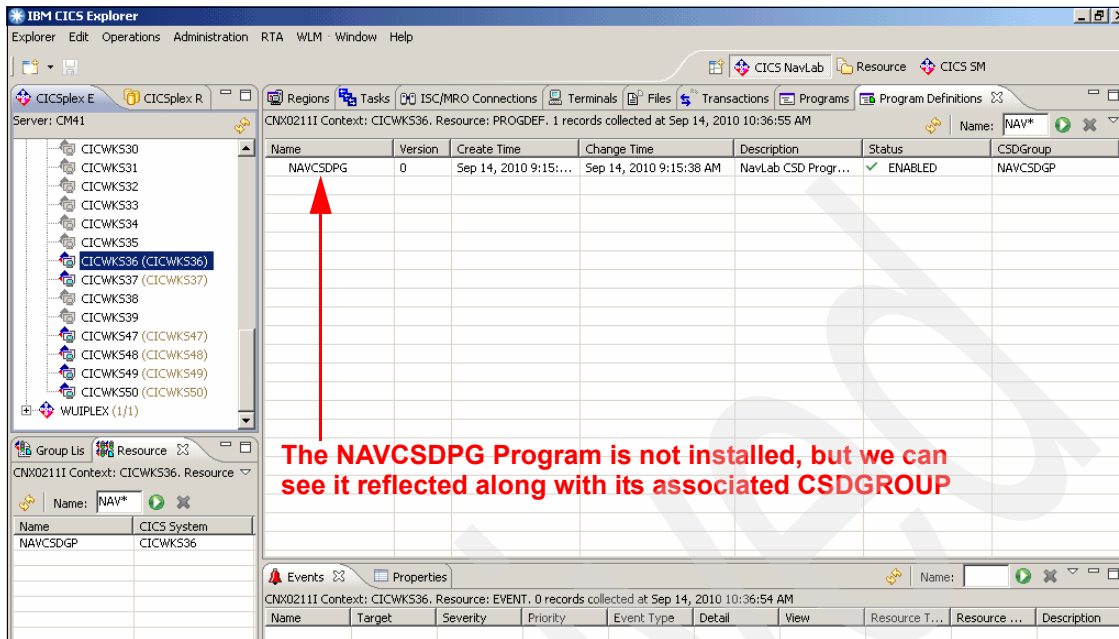 IBM CICS Explorer
Explorer Edit Operations Administration RTA WLM Window Help
CICS NavLab Resource CICS SM
CICSplex E CICSplex R
Server: CM41
CICWKS30
CICWKS31
CICWKS32
CICWKS33
CICWKS34
CICWKS35
CICWKS36 (CICWKS36)
CICWKS37 (CICWKS37)
CICWKS38
CICWKS39
CICWKS47 (CICWKS47)
CICWKS48 (CICWKS48)
CICWKS49 (CICWKS49)
CICWKS50 (CICWKS50)
WUIPLEX (1/1)
Regions Tasks ISC/MRO Connections Terminals Files Transactions Programs Program Definitions
CNX0211I Context: CICWKS36. Resource: PROGDEF. 1 records collected at Sep 14, 2010 10:36:55 AM Name: NAV*
Name Version Create Time Change Time Description Status CSDGroup
NAVCSDPG 0 Sep 14, 2010 9:15:... Sep 14, 2010 9:15:38 AM NavLab CSD Progr... ENABLED NAVCSDGP
The NAVCSDPG Program is not installed, but we can
see it reflected along with its associated CSDGROUP
Group Lis Resource
CNX0211I Context: CICWKS36. Resource
Name: NAV*
Name CICS System
NAVCSDGP CICWKS36
Events Properties Name:
CNX0211I Context: CICWKS36. Resource: EVENT. 0 records collected at Sep 14, 2010 10:36:54 AM
Name Target Severity Priority Event Type Detail View Resource T... Resource ... Description